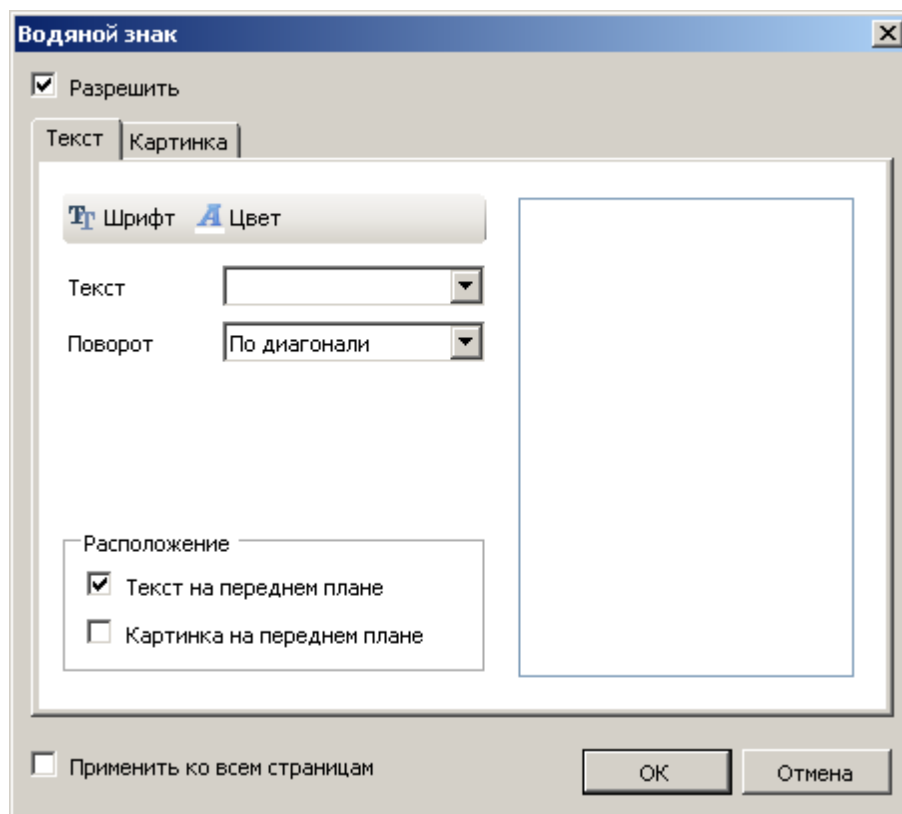 Водяной знак
Разрешить
Текст Картинка
Шрифт Цвет
Текст
Поворот По диагонали
Расположение
Текст на переднем плане
Картинка на переднем плане
Применить ко всем страницам ОК Отмена